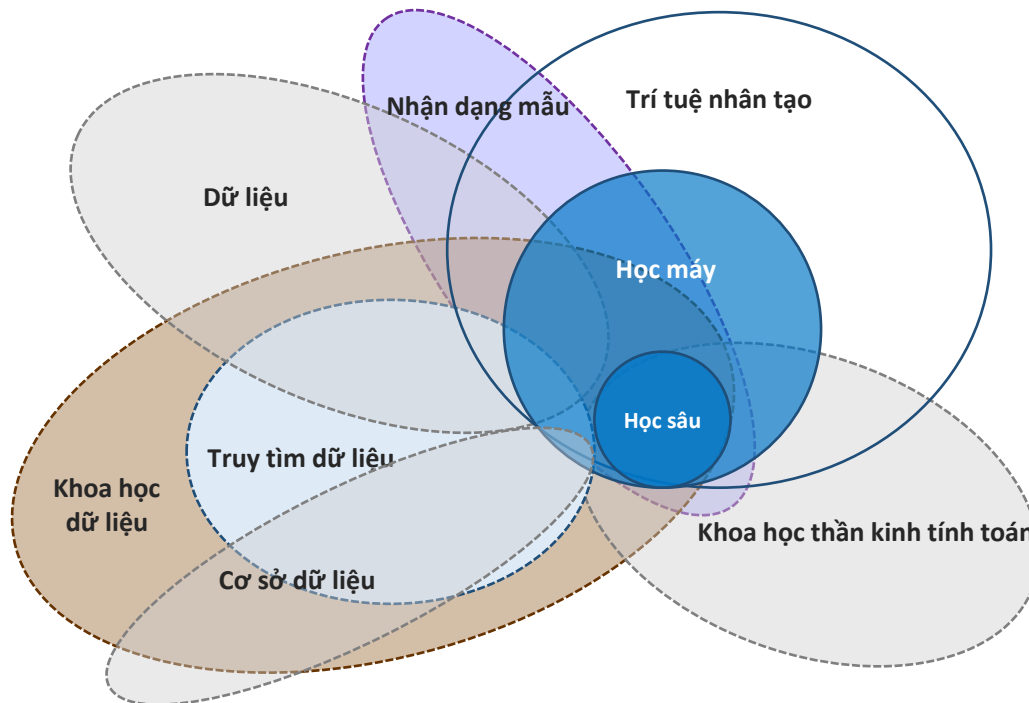 Nhận dạng mẫu
Trí tuệ nhân tạo
Dữ liệu
Học máy
Học sâu
Truy tìm dữ liệu
Khoa học
dữ liệu
Khoa học thần kinh tính toán
Cơ sở dữ liệu